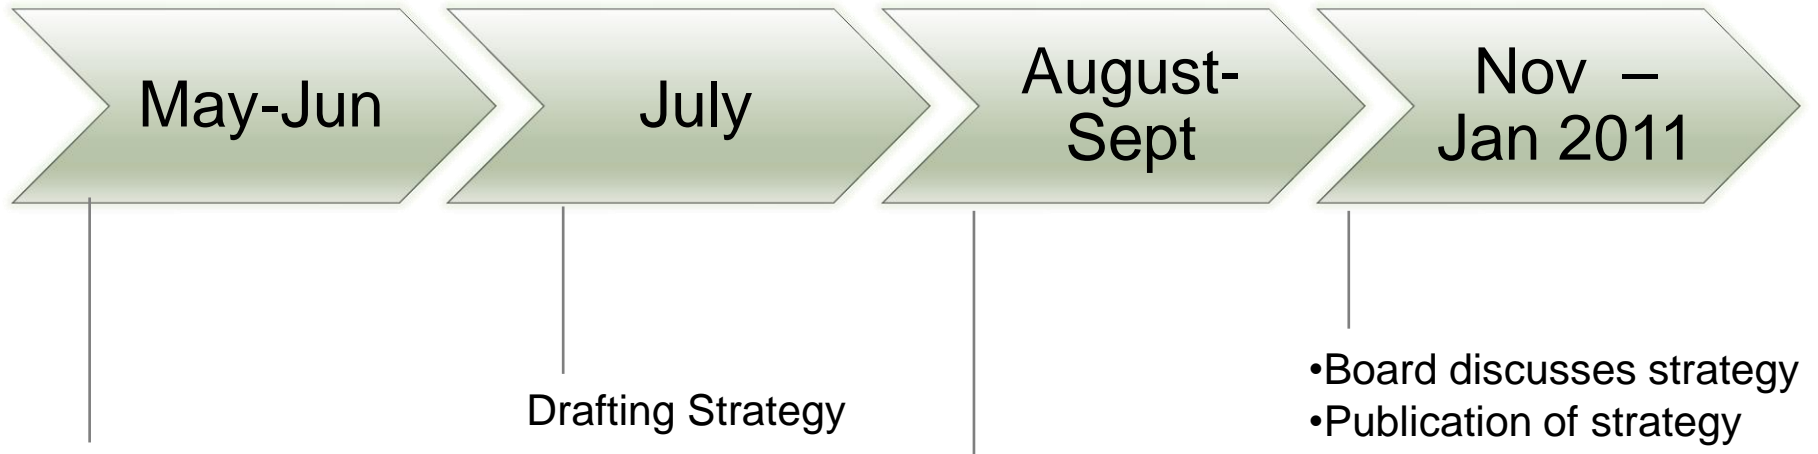 May-Jun
July
August-
Sept
Nov –
Jan 2011
Drafting Strategy
•Board discusses strategy
•Publication of strategy